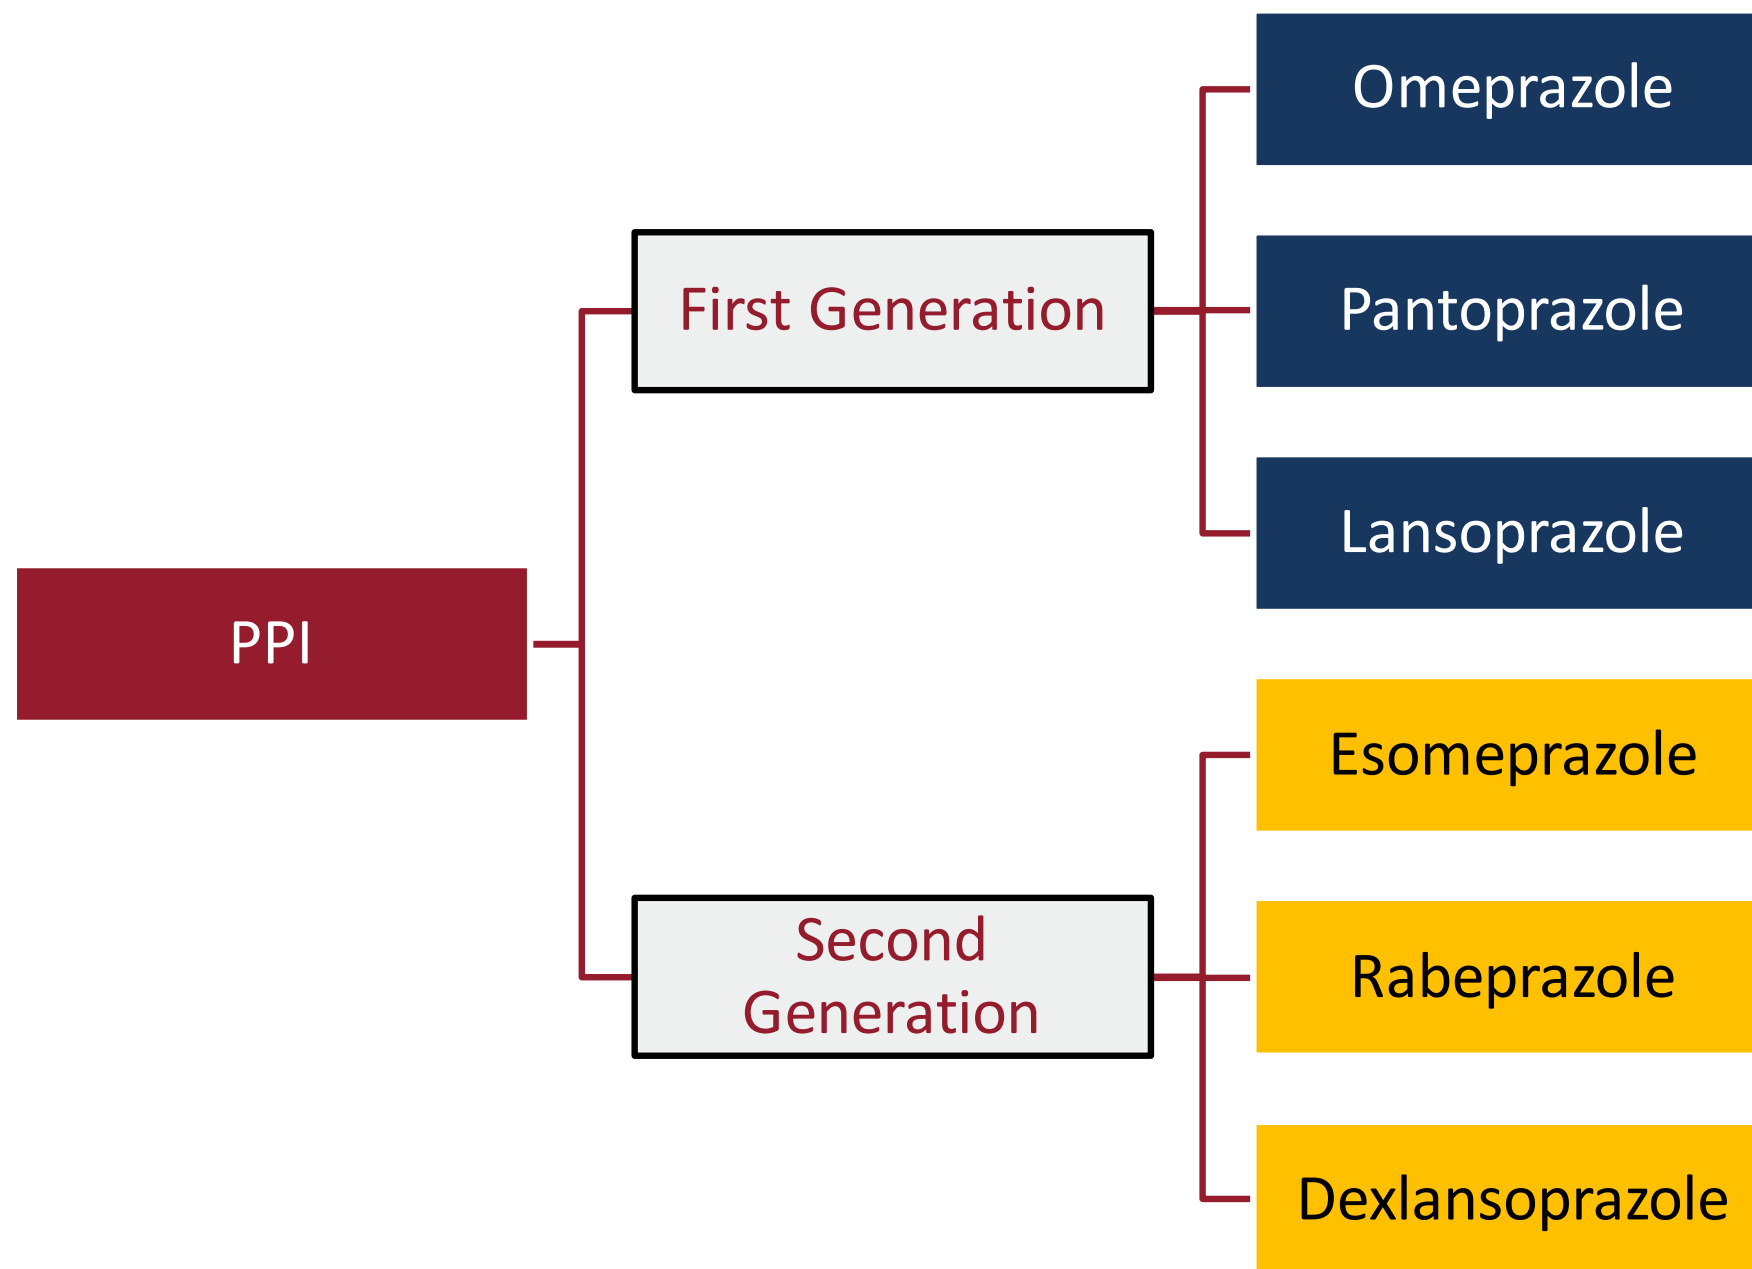 PPI
First Generation
Omeprazole
Pantoprazole
Lansoprazole
Second
Generation
Esomeprazole
Rabeprazole
Dexlansoprazole